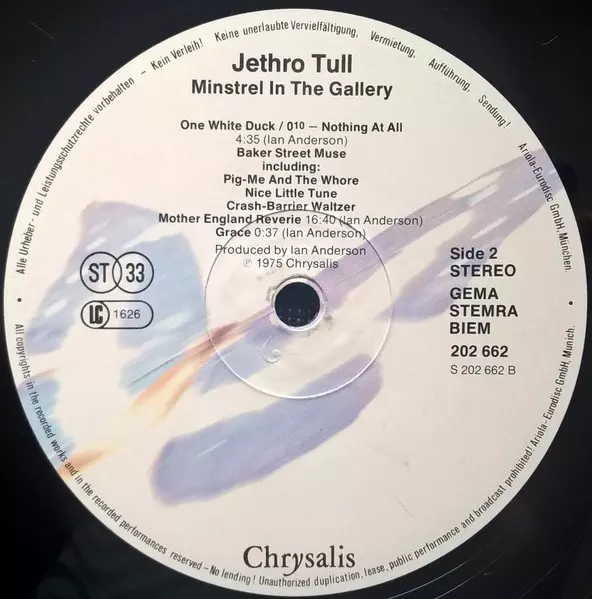 Alle Urheber- und Leistungsschutzrechte vorbehalten – Kein Verleih! Keine unerlaubte Vervielfältigung, Vermietung, Aufführung, Sendung!
Ariola-Eurodisc GmbH, München.
Jethro Tull
Minstrel In The Gallery
One White Duck / 0¹⁰ – Nothing At All
4:35 (Ian Anderson)
Baker Street Muse
including:
Pig-Me And The Whore
Nice Little Tune
Crash-Barrier Waltzer
Mother England Reverie 16:40 (Ian Anderson)
Grace 0:37 (Ian Anderson)
Produced by Ian Anderson
℗ 1975 Chrysalis
ST 33
LC 1626
Side 2
STEREO
GEMA
STEMRA
BIEM
202 662
S 202 662 B
Chrysalis
All copyrights in the recorded works and in the recorded performances reserved – No lending! Unauthorized duplication, lease, public performance and broadcast prohibited! Ariola-Eurodisc GmbH, Munich.